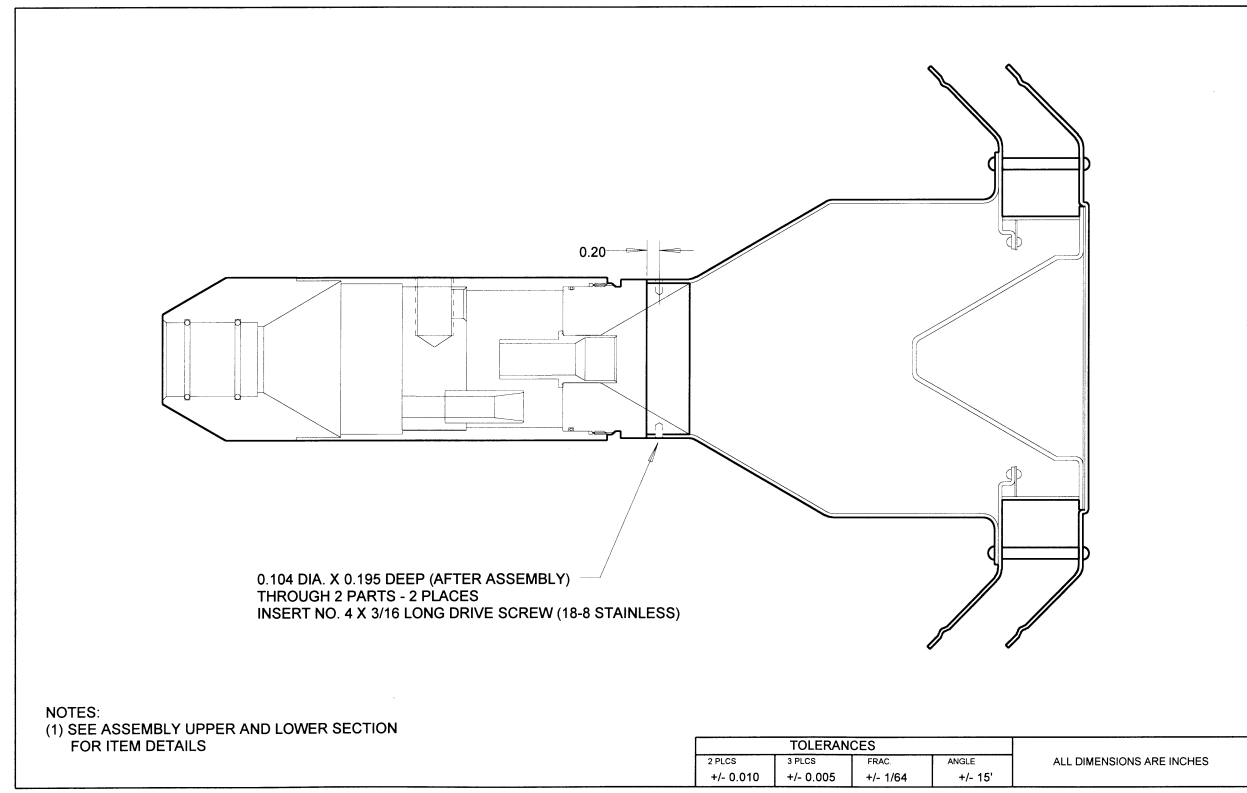 0.20
0.104 DIA. X 0.195 DEEP (AFTER ASSEMBLY)
THROUGH 2 PARTS - 2 PLACES
INSERT NO. 4 X 3/16 LONG DRIVE SCREW (18-8 STAINLESS)
NOTES:
(1) SEE ASSEMBLY UPPER AND LOWER SECTION
FOR ITEM DETAILS
TOLERANCES
2 PLCS 3 PLCS FRAC. ANGLE
+/- 0.010 +/- 0.005 +/- 1/64 +/- 15'
ALL DIMENSIONS ARE INCHES